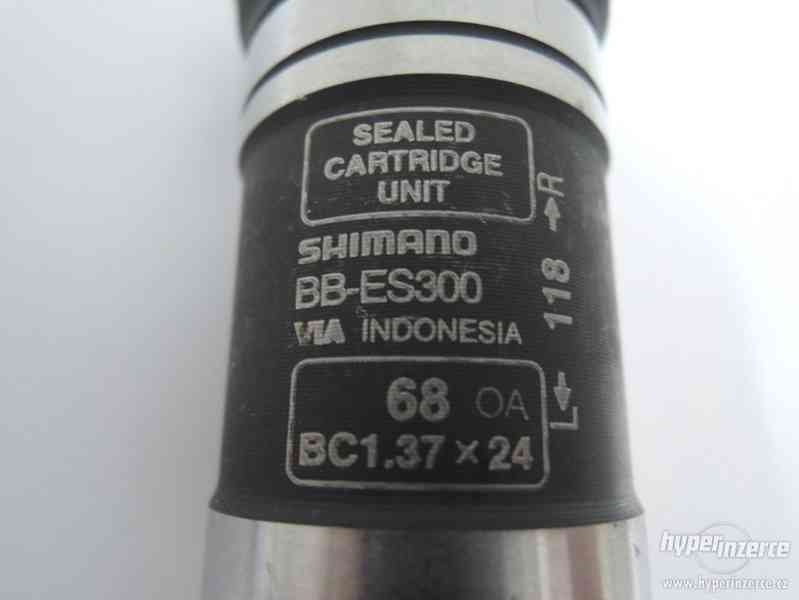 SEALED
CARTRIDGE
UNIT
SHIMANO
BB-ES300
VIA INDONESIA
68 OA
BC1.37 × 24
L← 118 →R
hyperinzerce
www.hyperinzerce.cz